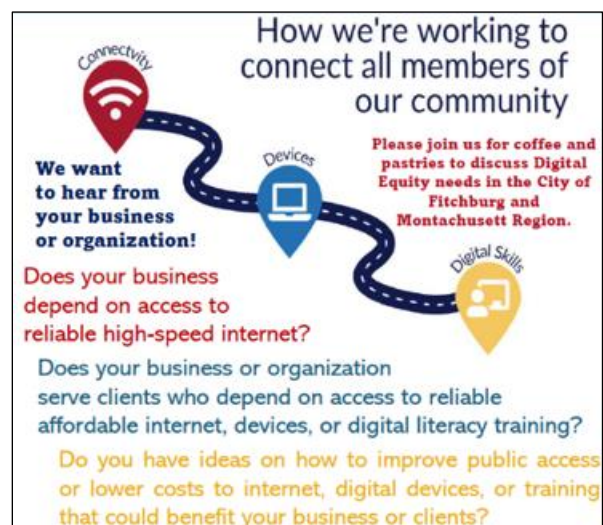 How we're working to
connect all members of
our community
Connectvity
Devices
Digital Skills
Please join us for coffee and
pastries to discuss Digital
Equity needs in the City of
Fitchburg and
Montachusett Region.
We want
to hear from
your business
or organization!
Does your business
depend on access to
reliable high-speed internet?
Does your business or organization
serve clients who depend on access to reliable
affordable internet, devices, or digital literacy training?
Do you have ideas on how to improve public access
or lower costs to internet, digital devices, or training
that could benefit your business or clients?